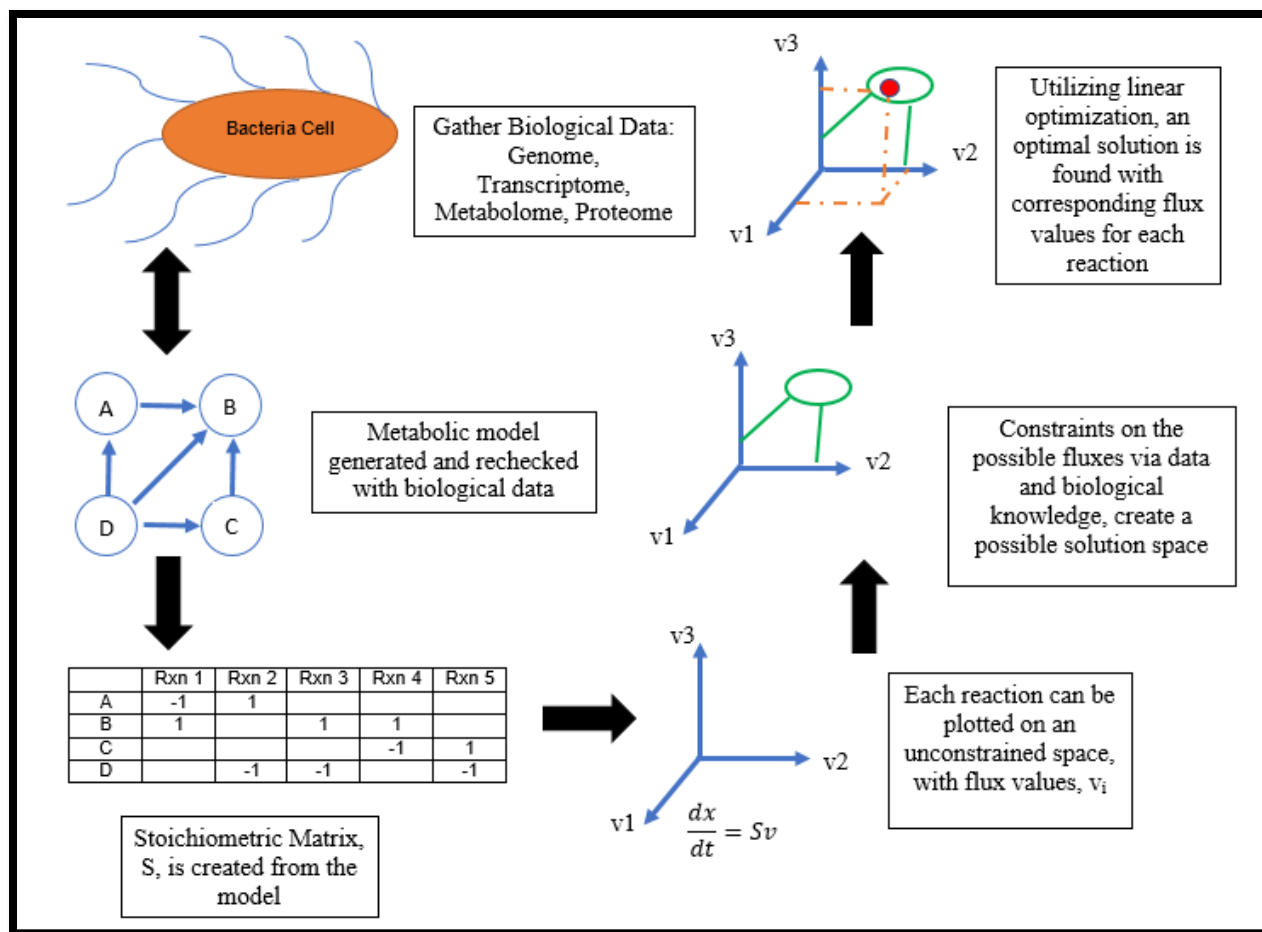 Bacteria Cell
Gather Biological Data:
Genome,
Transcriptome,
Metabolome, Proteome
A
B
D
C
Metabolic model
generated and rechecked
with biological data
Rxn 1 Rxn 2 Rxn 3 Rxn 4 Rxn 5
A -1 1
B 1 1 1
C -1 1
D -1 -1 -1
Stoichiometric Matrix,
S, is created from the
model
v3
v2
v1
dx/dt = Sv
Each reaction can be
plotted on an
unconstrained space,
with flux values, vᵢ
v3
v2
v1
Constraints on the
possible fluxes via data
and biological
knowledge, create a
possible solution space
v3
v2
v1
Utilizing linear
optimization, an
optimal solution is
found with
corresponding flux
values for each
reaction